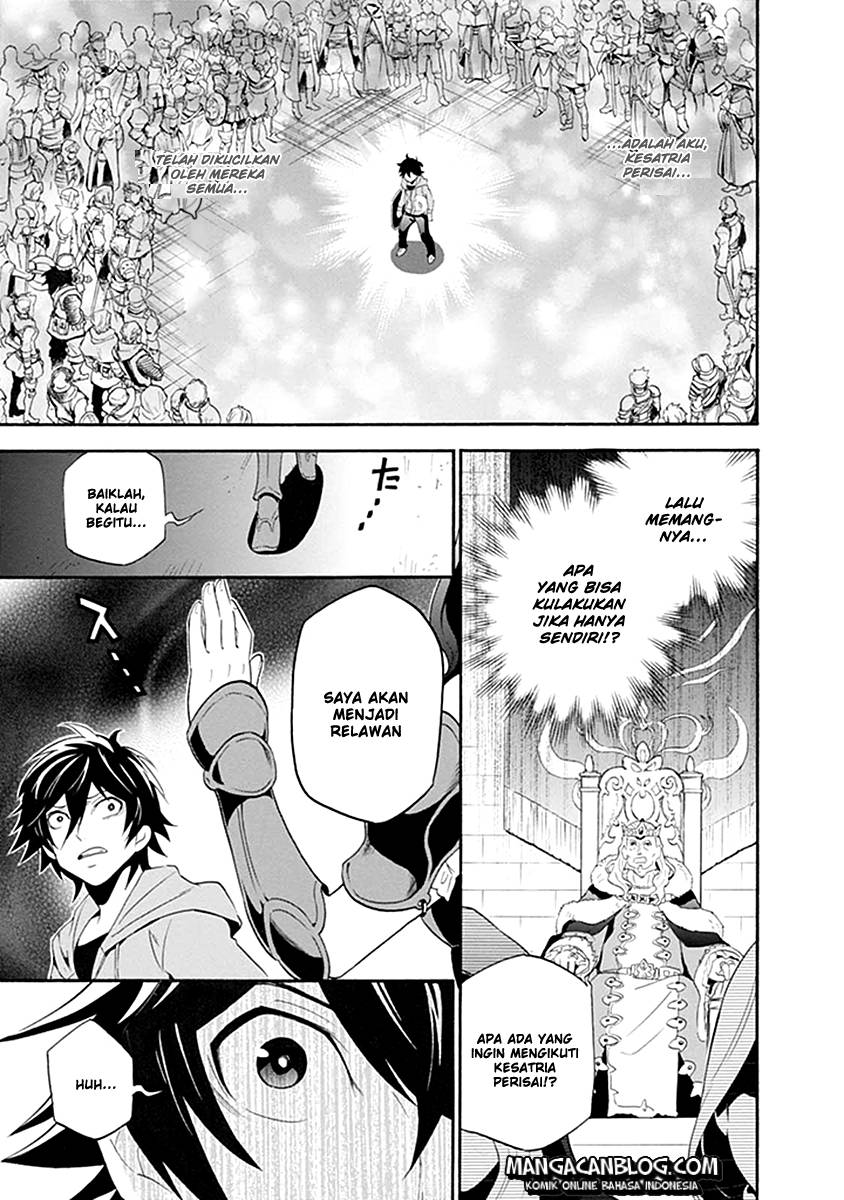 ...ADALAH AKU,
KESATRIA
PERISAI...
TELAH DIKUCILKAN
OLEH MEREKA
SEMUA...
LALU
MEMANG-
NYA...
APA
YANG BISA
KULAKUKAN
JIKA HANYA
SENDIRI!?
APA ADA YANG
INGIN MENGIKUTI
KESATRIA
PERISAI!?
BAIKLAH,
KALAU
BEGITU...
た
ス
SAYA AKAN
MENJADI
RELAWAN
HUH...
MANGACANBLOG.COM
KOMIK ONLINE BAHASA INDONESIA